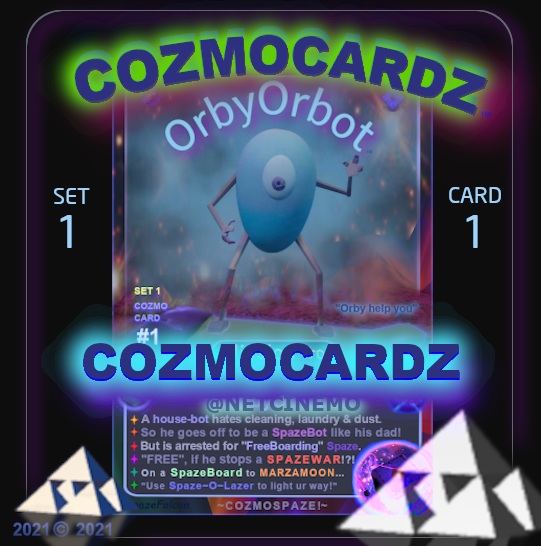 COZMOCARDZ
OrbyOrbot
SET
1
CARD
1
SET 1
COZMO
CARD
#1
"Orby help you"
COZMOCARDZ
@NETCINEMO
A house-bot hates cleaning, laundry & dust.
So he goes off to be a SpazeBot like his dad!
But is arrested for "FreeBoarding" Spaze.
"FREE", if he stops a SPAZEWAR!?!
On a SpazeBoard to MARZAMOON...
"Use Spaze~O~Lazer to light ur way!"
~COZMOSPAZE!~
2021 © 2021